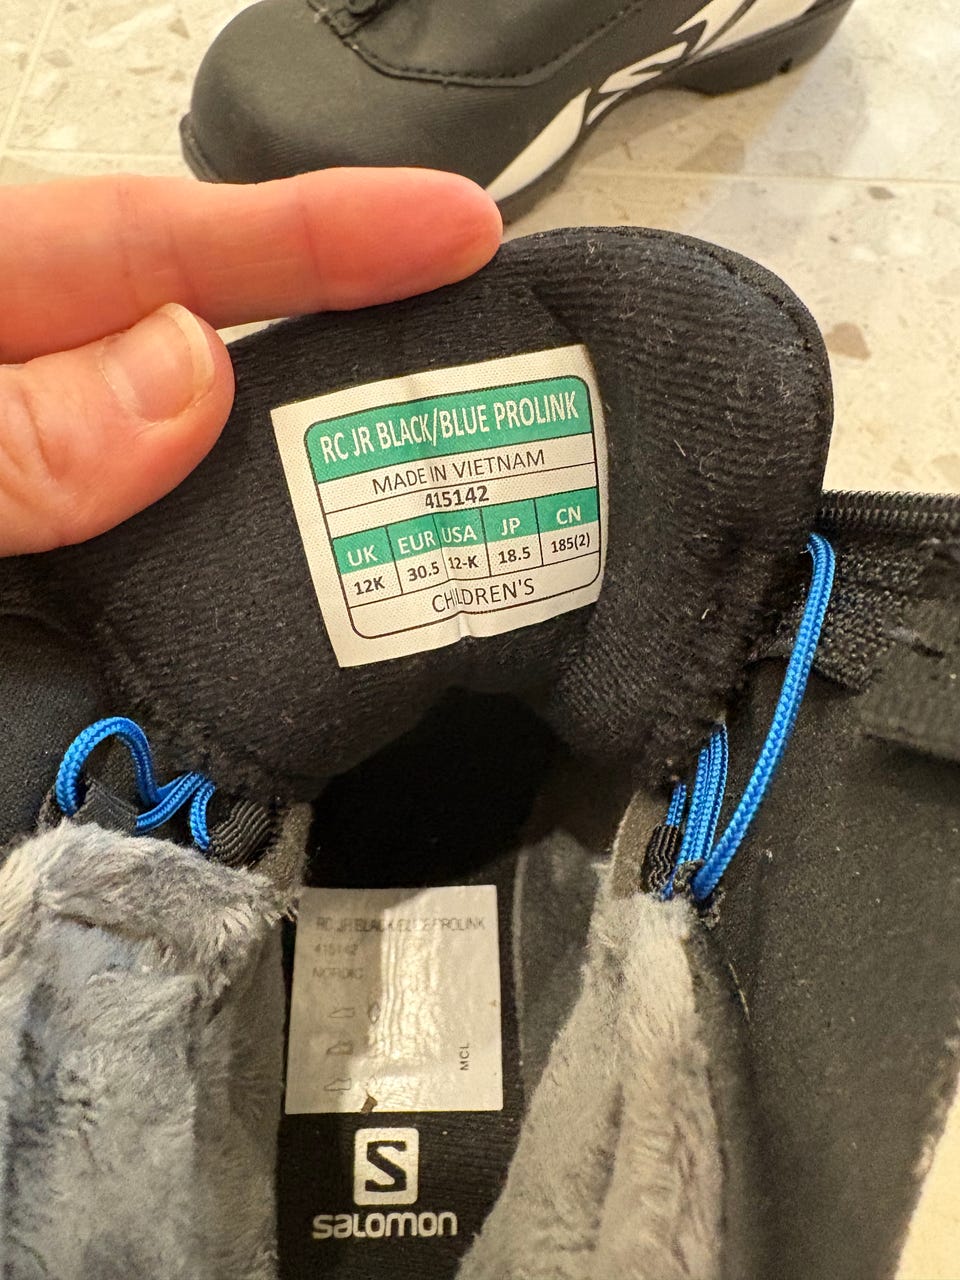 RC JR BLACK/BLUE PROLINK
MADE IN VIETNAM
415142
UK EUR USA JP CN
12K 30.5 12-K 18.5 185(2)
CHILDREN'S
RC JR BLACK/BLUE PROLINK
415142
NORDIC
MCL
S
salomon